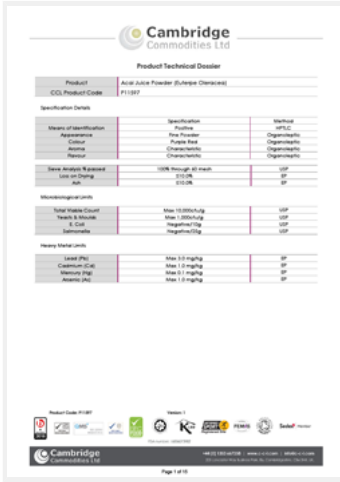 Cambridge
Commodities Ltd
Product Technical Dossier
Product Acai Juice Powder (Euterpe Oleracea)
CCL Product Code P11597
Specification Details
Specification Method
Means of Identification Positive HPTLC
Appearance Fine Powder Organoleptic
Colour Purple Red Organoleptic
Aroma Characteristic Organoleptic
Flavour Characteristic Organoleptic
Sieve Analysis % passed 100% through 60 mesh USP
Loss on Drying ≤10.0% EP
Ash ≤10.0% EP
Microbiological Limits
Total Viable Count Max 10,000cfu/g USP
Yeasts & Moulds Max 1,000cfu/g USP
E. Coli Negative/10g USP
Salmonella Negative/25g USP
Heavy Metal Limits
Lead (Pb) Max 3.0 mg/kg EP
Cadmium (Cd) Max 1.0 mg/kg EP
Mercury (Hg) Max 0.1 mg/kg EP
Arsenic (As) Max 1.0 mg/kg EP
Product Code: P11597 Version: 1
FEMAS
Sedex Member
Cambridge
Commodities Ltd
Page 1 of 15